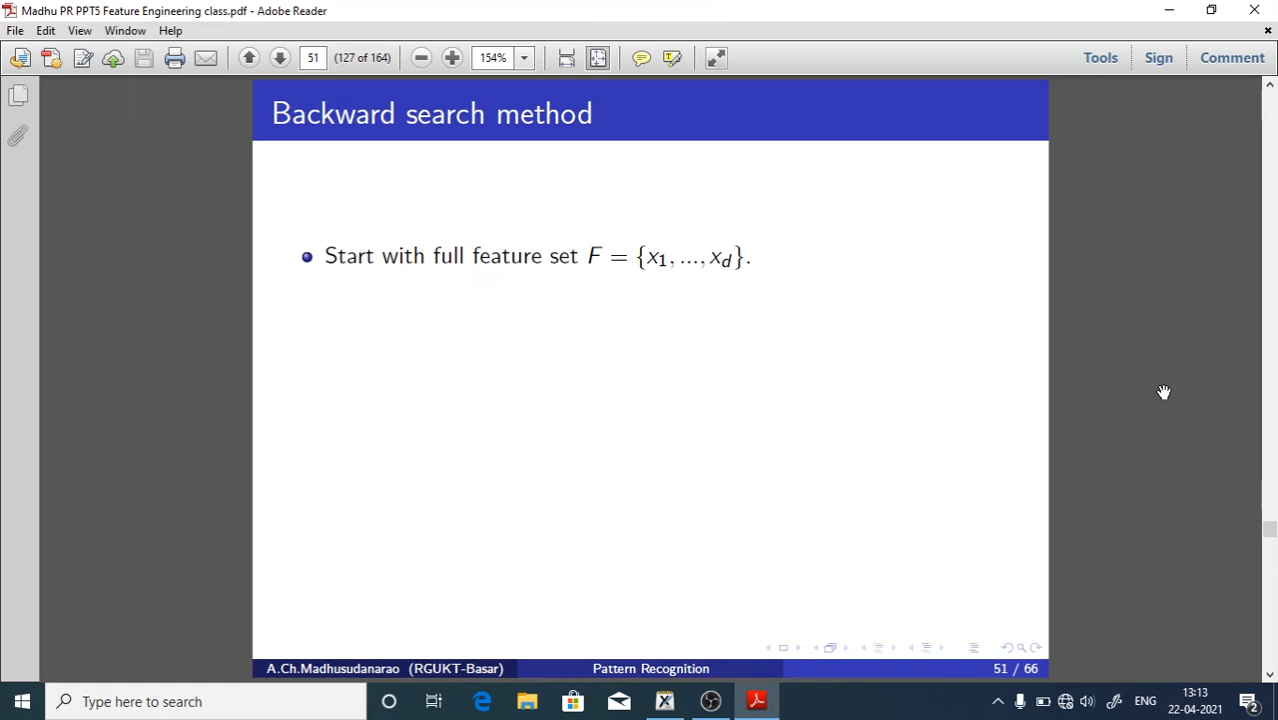 Madhu PR PPT5 Feature Engineering class.pdf - Adobe Reader
File Edit View Window Help
51 (127 of 164) 154% Tools Sign Comment
Backward search method
Start with full feature set F = {x1, ..., xd}.
A.Ch.Madhusudanarao (RGUKT-Basar) Pattern Recognition 51 / 66
Type here to search
ENG
13:13
22-04-2021
2